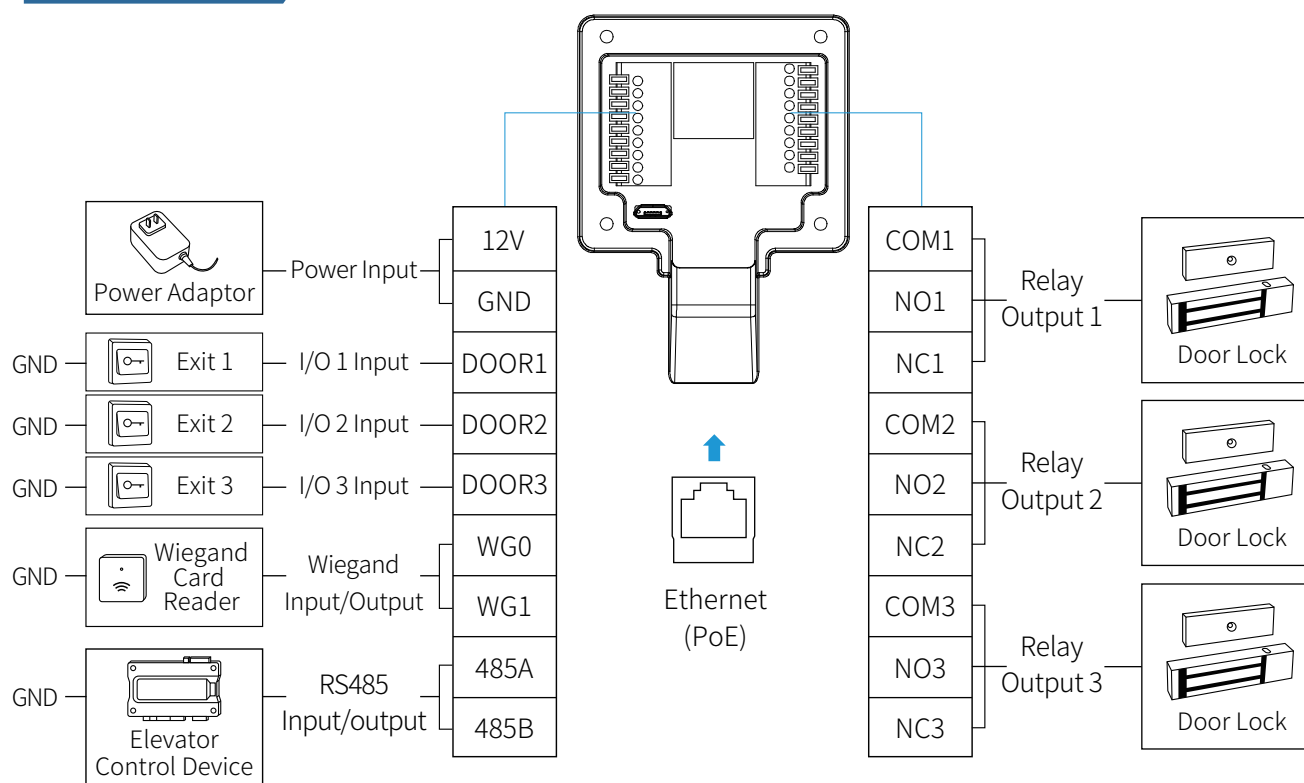 Power Adaptor
Power Input
12V
GND
GND
Exit 1
I/O 1 Input
DOOR1
GND
Exit 2
I/O 2 Input
DOOR2
GND
Exit 3
I/O 3 Input
DOOR3
GND
Wiegand
Card
Reader
Wiegand
Input/Output
WG0
WG1
GND
Elevator
Control Device
RS485
Input/output
485A
485B
Ethernet
(PoE)
COM1
NO1
NC1
Relay
Output 1
Door Lock
COM2
NO2
NC2
Relay
Output 2
Door Lock
COM3
NO3
NC3
Relay
Output 3
Door Lock